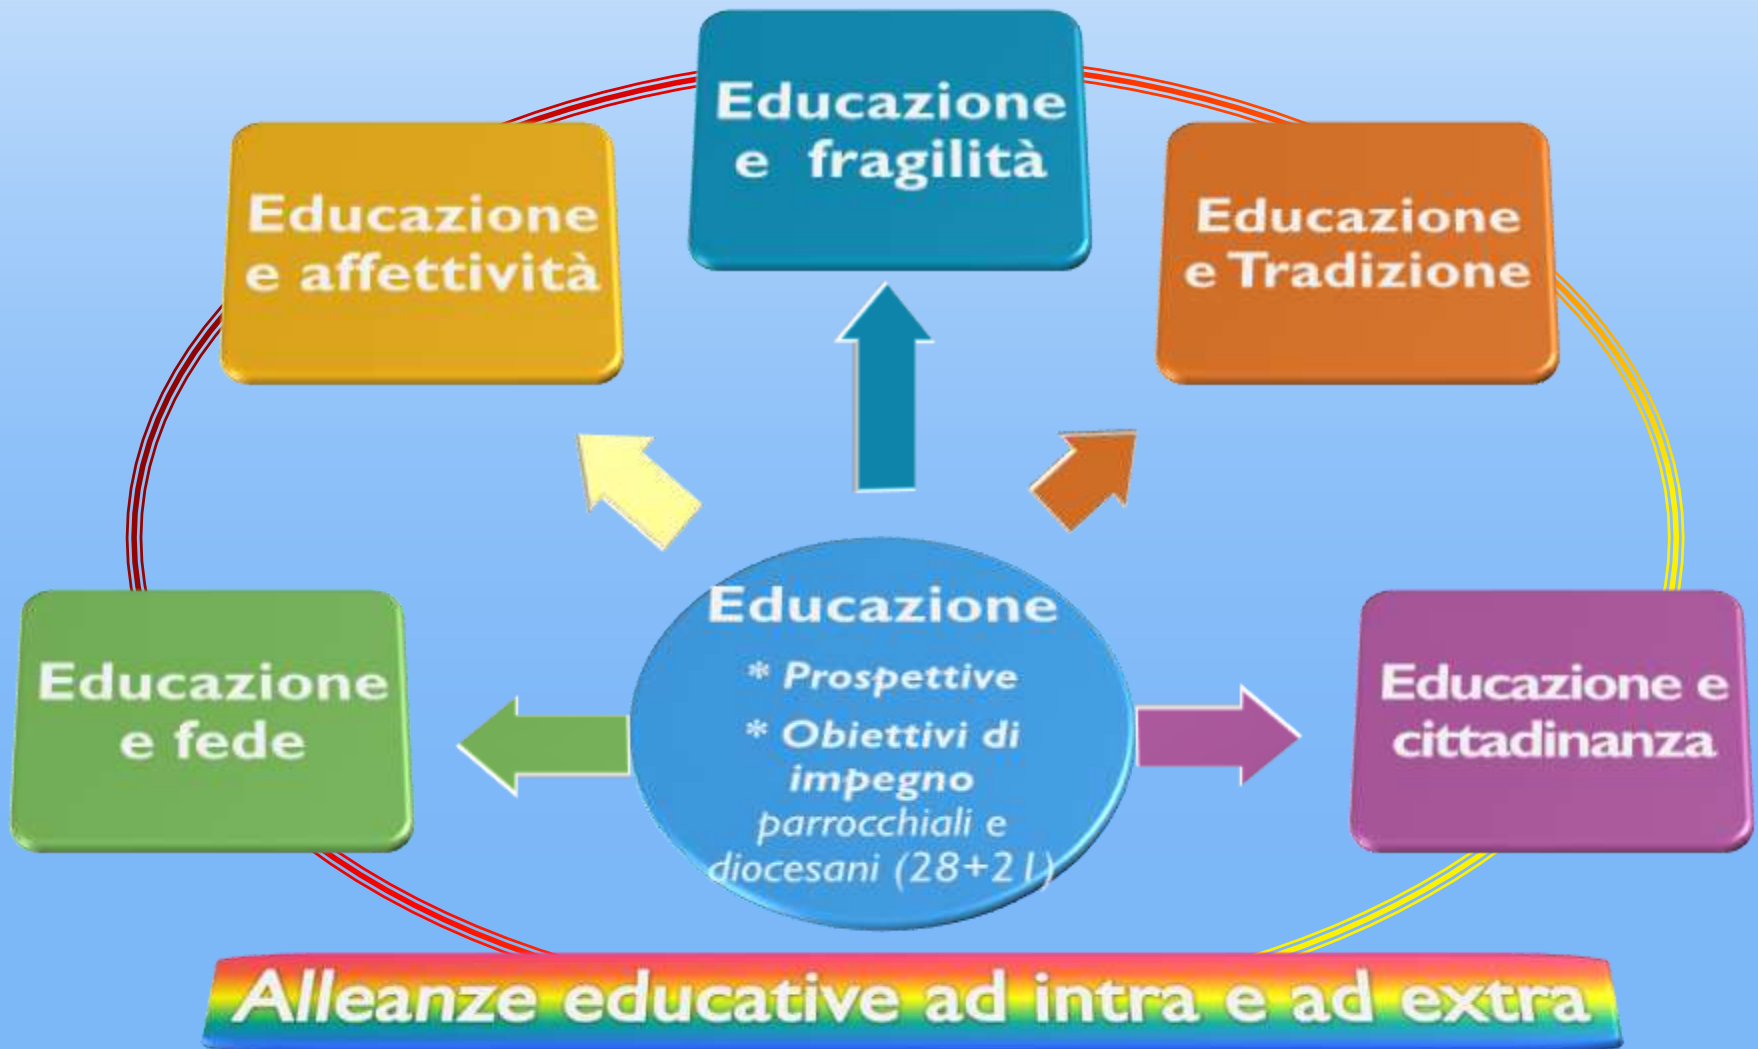 Educazione
e fragilità
Educazione
e affettività
Educazione
e Tradizione
Educazione
e fede
Educazione
* Prospettive
* Obiettivi di
impegno
parrocchiali e
diocesani (28+21)
Educazione e
cittadinanza
Alleanze educative ad intra e ad extra